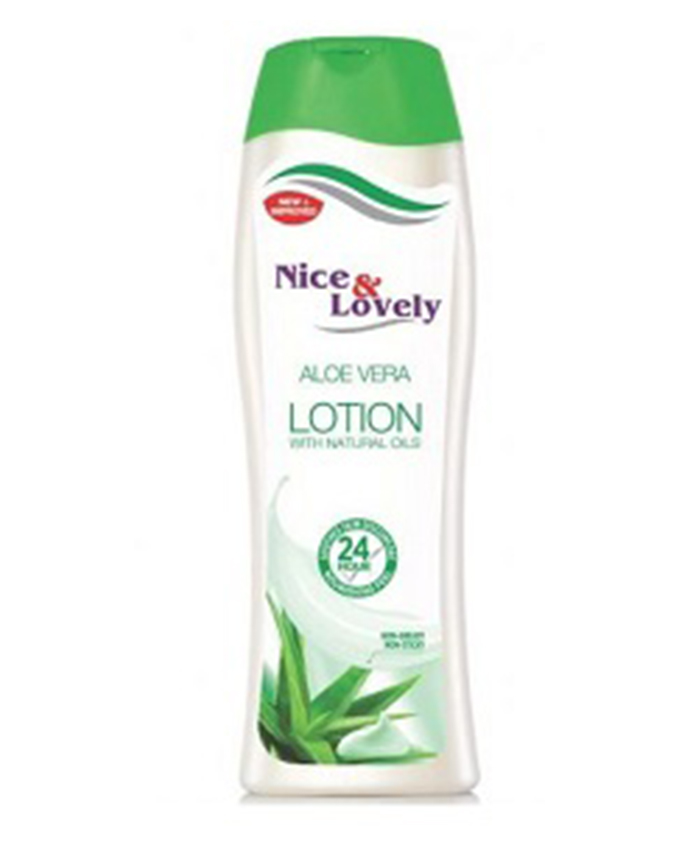 NEW &
IMPROVED
Nice &
Lovely
ALOE VERA
LOTION
WITH NATURAL OILS
24
HOUR
NON-GREASY
NON-STICKY